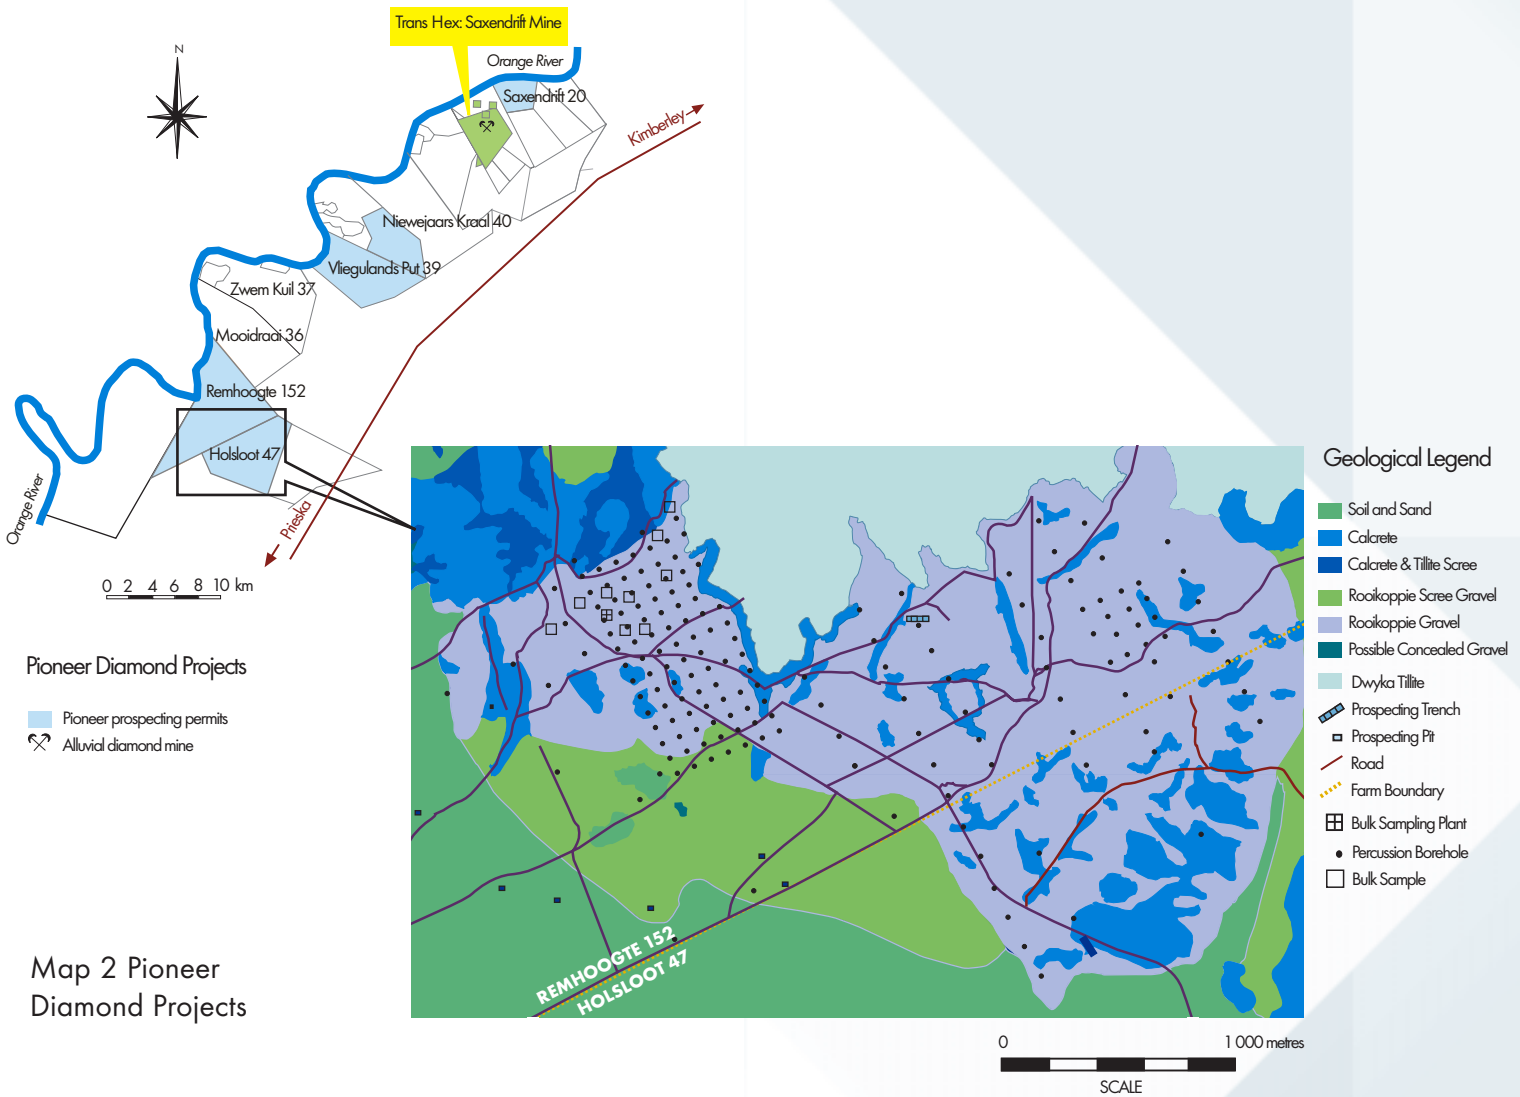 Trans Hex: Saxendrift Mine
N
Orange River
Saxendrift 20
Kimberley
Niewejaars Kraal 40
Vliegulands Put 39
Zwem Kuil 37
Mooidraai 36
Remhoogte 152
Holsloot 47
Orange River
Prieska
0 2 4 6 8 10 km
Pioneer Diamond Projects
Pioneer prospecting permits
Alluvial diamond mine
Map 2 Pioneer
Diamond Projects
REMHOOGTE 152
HOLSLOOT 47
Geological Legend
Soil and Sand
Calcrete
Calcrete & Tillite Scree
Rooikoppie Scree Gravel
Rooikoppie Gravel
Possible Concealed Gravel
Dwyka Tillite
Prospecting Trench
Prospecting Pit
Road
Farm Boundary
Bulk Sampling Plant
Percussion Borehole
Bulk Sample
0 1 000 metres
SCALE